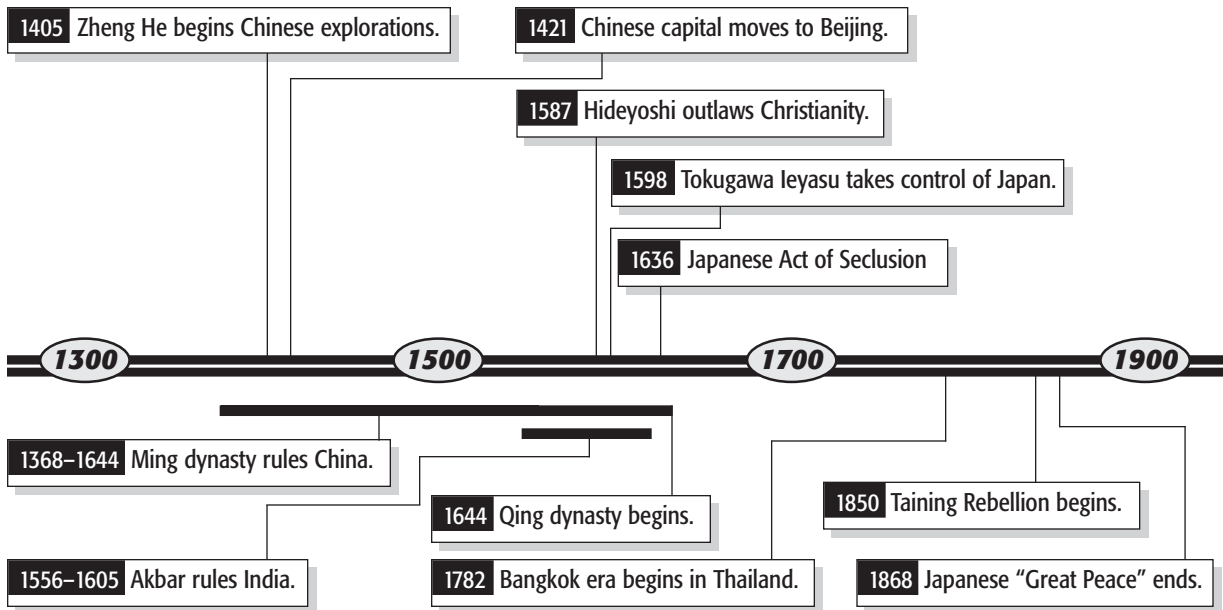 1405 Zheng He begins Chinese explorations.
1421 Chinese capital moves to Beijing.
1587 Hideyoshi outlaws Christianity.
1598 Tokugawa Ieyasu takes control of Japan.
1636 Japanese Act of Seclusion
1300
1500
1700
1900
1368–1644 Ming dynasty rules China.
1644 Qing dynasty begins.
1850 Taining Rebellion begins.
1556–1605 Akbar rules India.
1782 Bangkok era begins in Thailand.
1868 Japanese “Great Peace” ends.